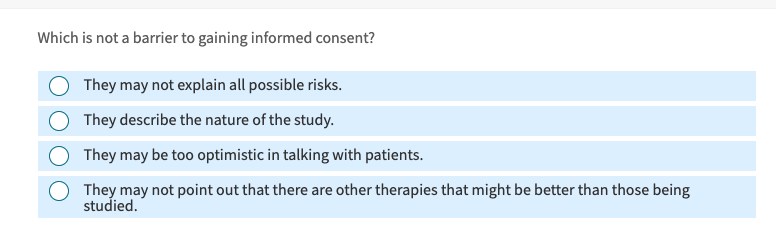 Which is not a barrier to gaining informed consent?
They may not explain all possible risks.
They describe the nature of the study.
They may be too optimistic in talking with patients.
They may not point out that there are other therapies that might be better than those being
studied.